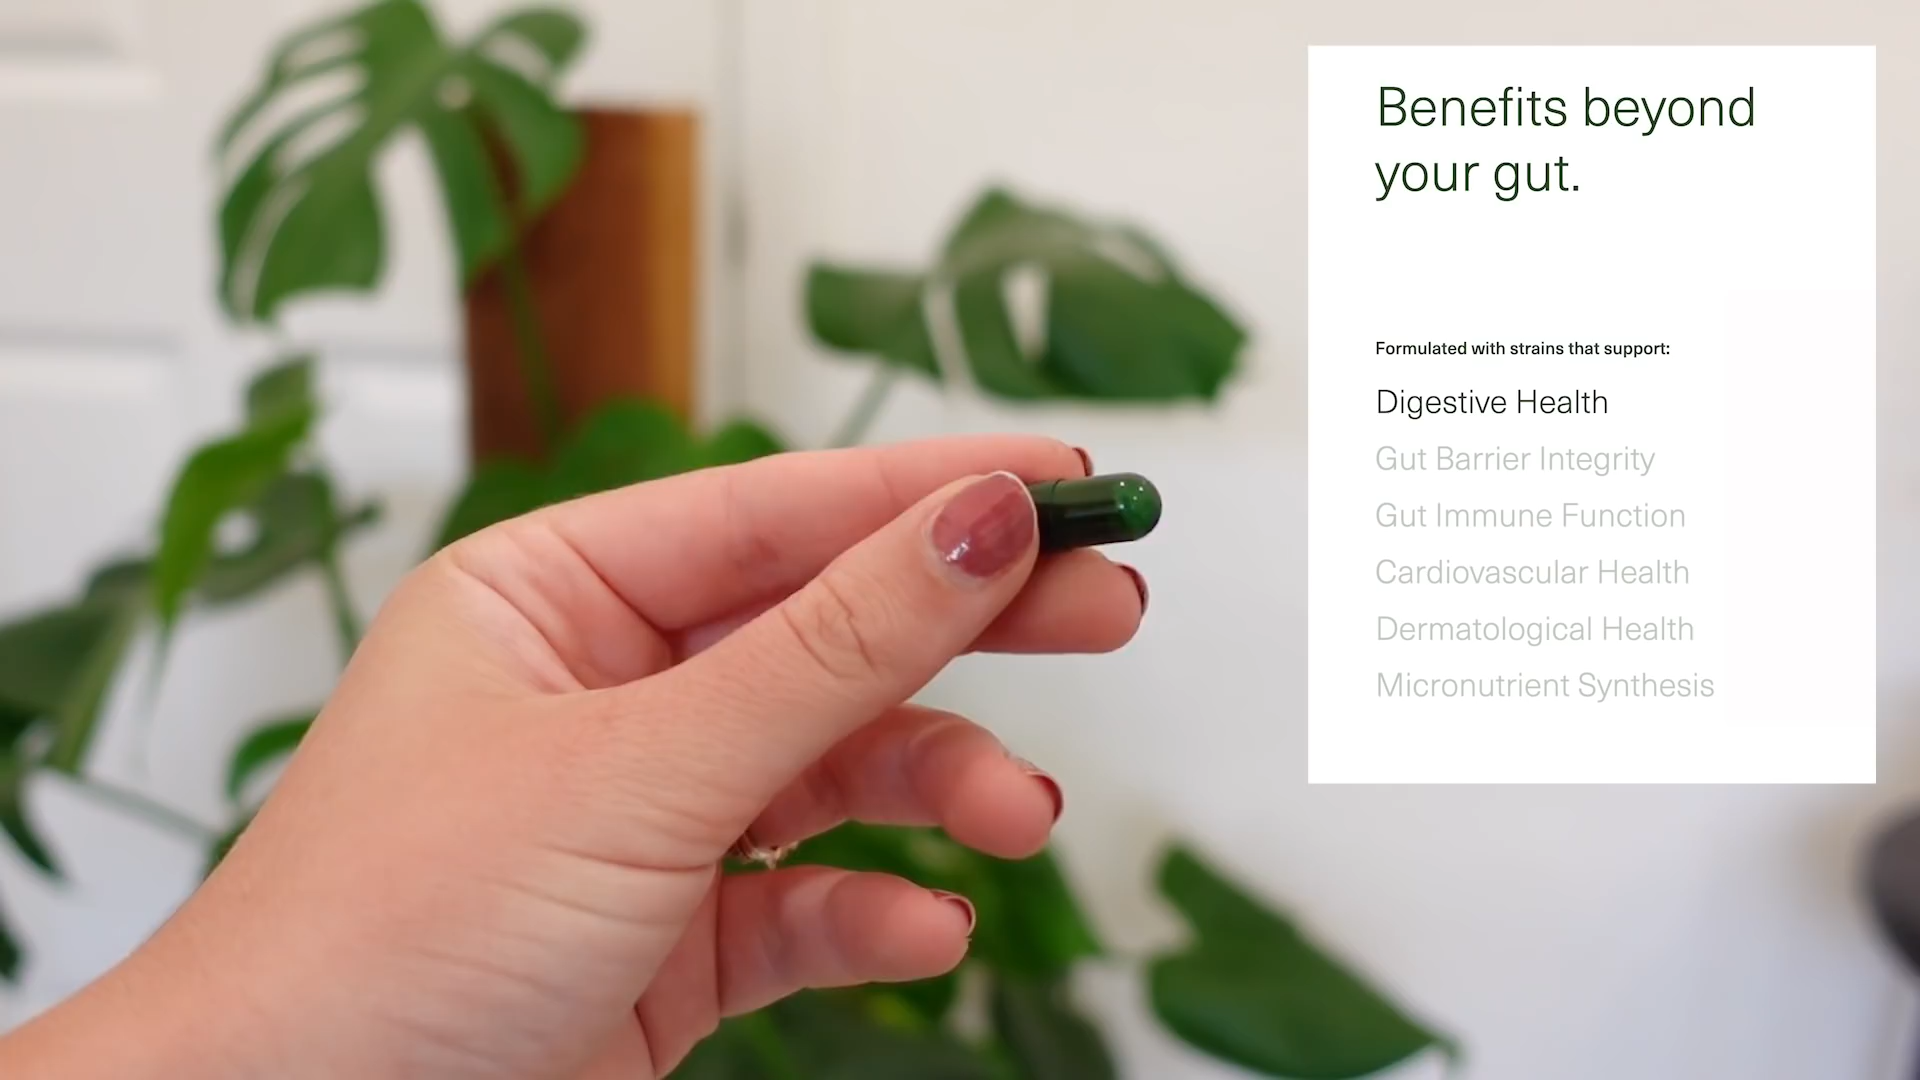 Benefits beyond
your gut.
Formulated with strains that support:
Digestive Health
Gut Barrier Integrity
Gut Immune Function
Cardiovascular Health
Dermatological Health
Micronutrient Synthesis